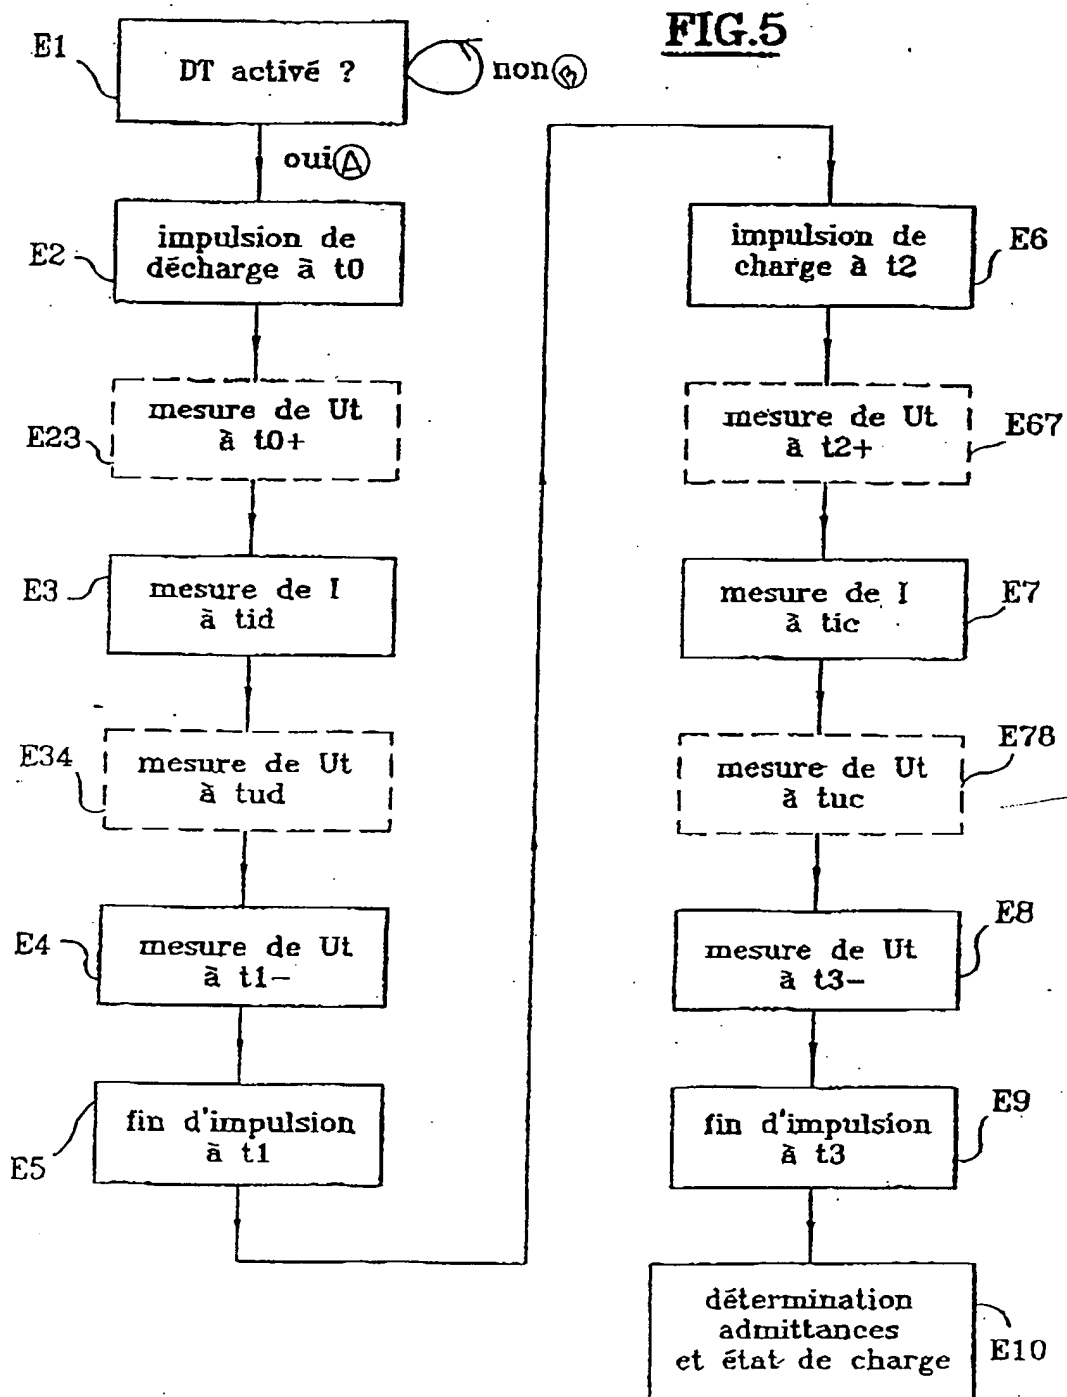 FIG.5
E1
DT activé ?
non B
oui A
E2
impulsion de
décharge à t0
E23
mesure de Ut
à t0+
E3
mesure de I
à tid
E34
mesure de Ut
à tud
E4
mesure de Ut
à t1-
E5
fin d'impulsion
à t1
E6
impulsion de
charge à t2
E67
mesure de Ut
à t2+
E7
mesure de I
à tic
E78
mesure de Ut
à tuc
E8
mesure de Ut
à t3-
E9
fin d'impulsion
à t3
E10
détermination
admittances
et état de charge